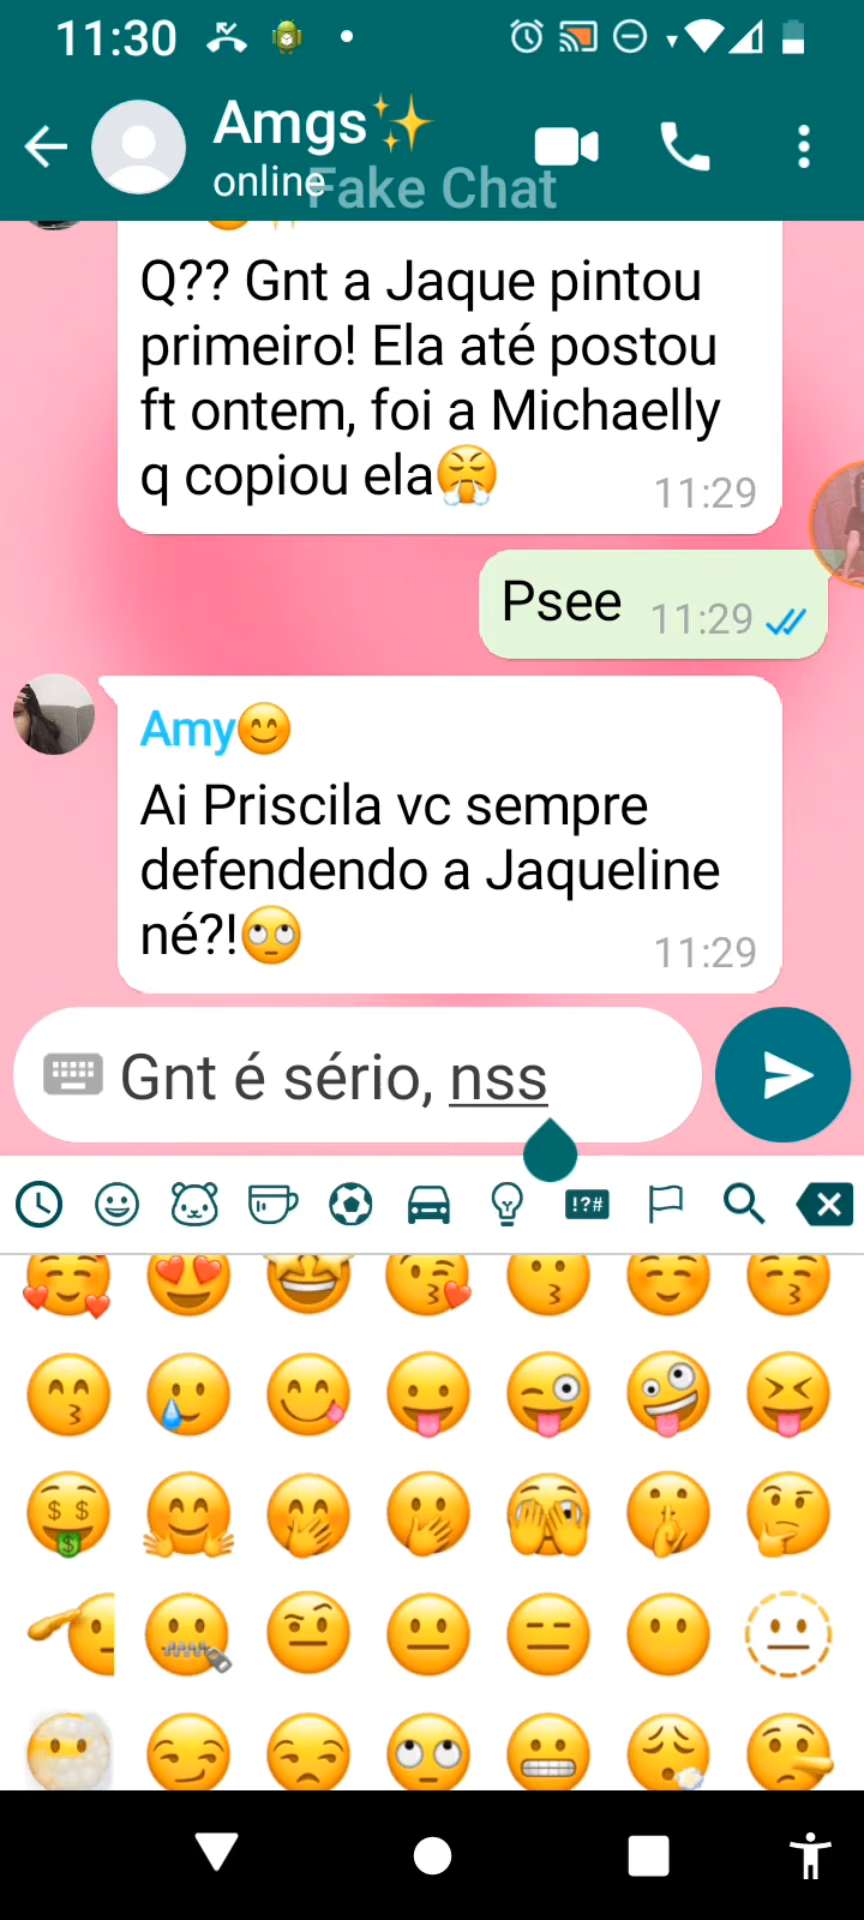 11:30
Amgs✨
online
Fake Chat
Q?? Gnt a Jaque pintou
primeiro! Ela até postou
ft ontem, foi a Michaelly
q copiou ela😤
11:29
Psee
11:29
Amy😊
Ai Priscila vc sempre
defendendo a Jaqueline
né?!🙄
11:29
Gnt é sério, nss
!?#